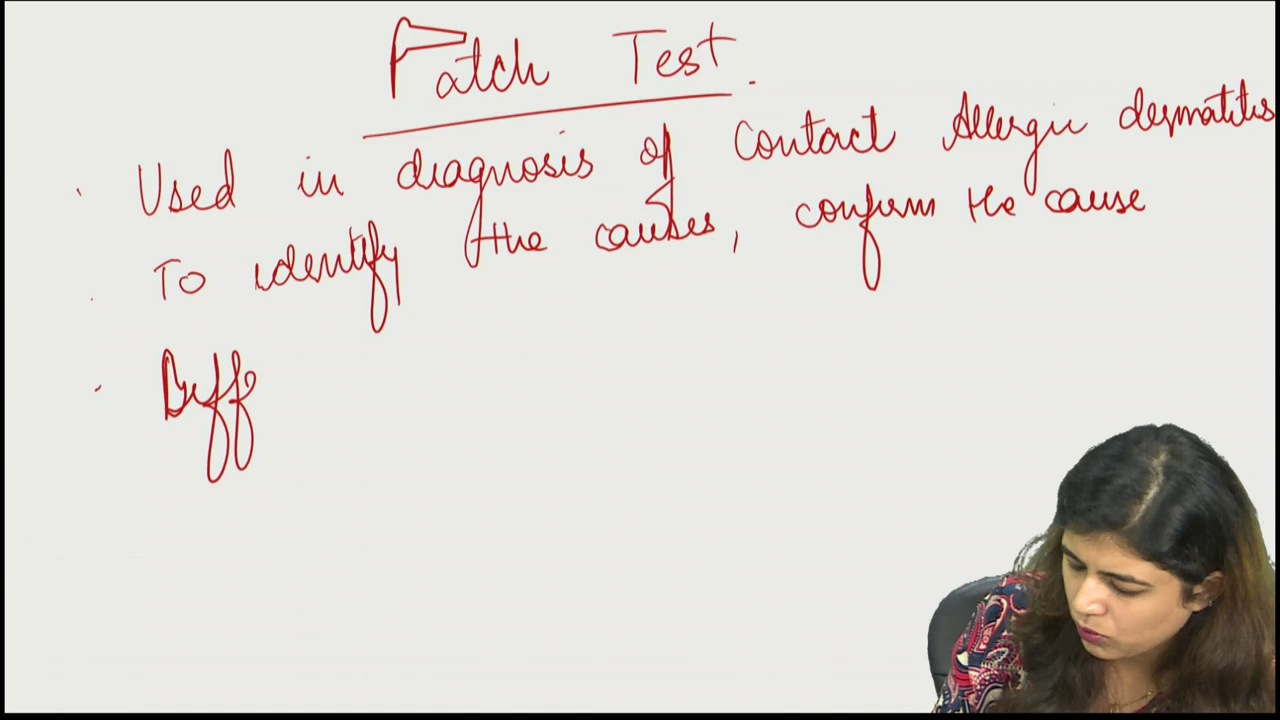 Patch Test.
Used in diagnosis of Contact Allergic dermatitis
To identify the causes, confirm the cause
Diff